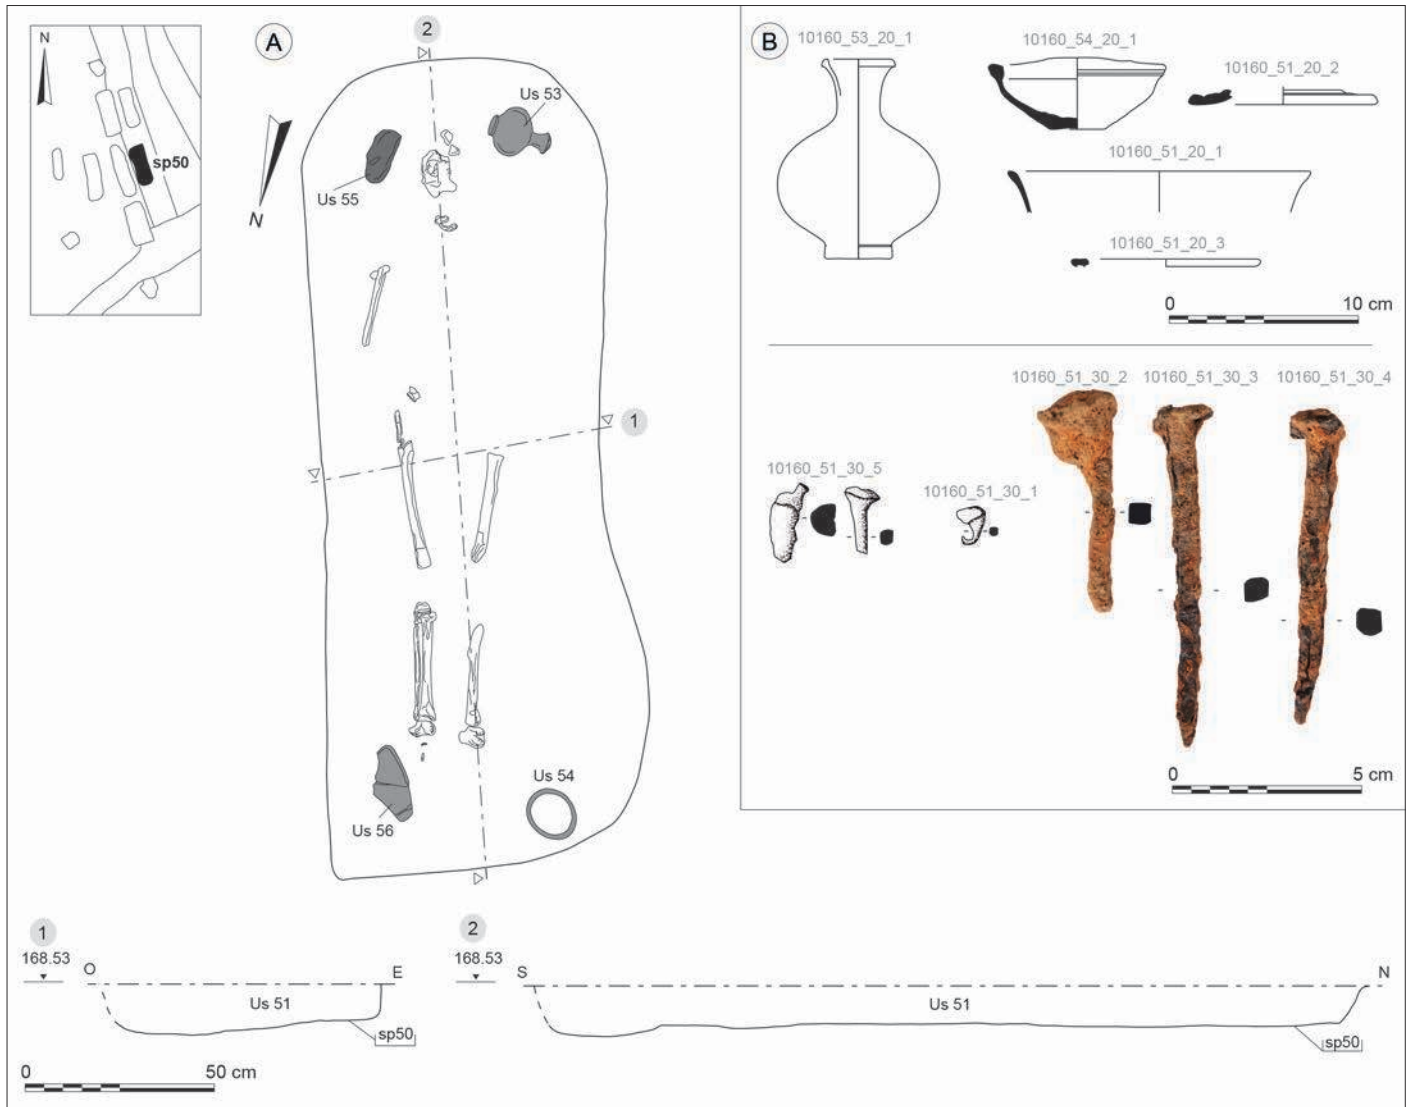 N
sp50
A
2
N
Us 53
Us 55
1
Us 54
Us 56
B
10160_53_20_1
10160_54_20_1
10160_51_20_2
10160_51_20_1
10160_51_20_3
0 10 cm
10160_51_30_2 10160_51_30_3 10160_51_30_4
10160_51_30_5
10160_51_30_1
0 5 cm
1
168.53
O E
Us 51
sp50
0 50 cm
2
168.53
S N
Us 51
sp50